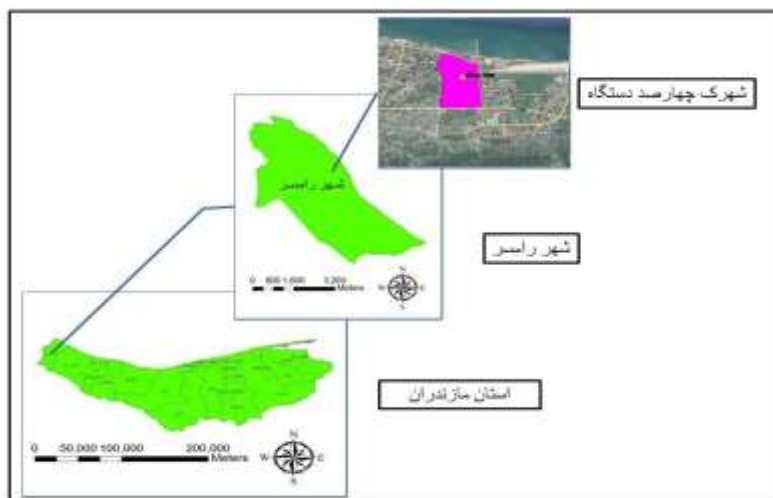 شهرک چهارصد دستگاه
شهر رامسر
شهر رامسر
0 800 1,600 3,200
Meters
N
W E
S
استان مازندران
0 50,000 100,000 200,000
Meters
N
W E
S